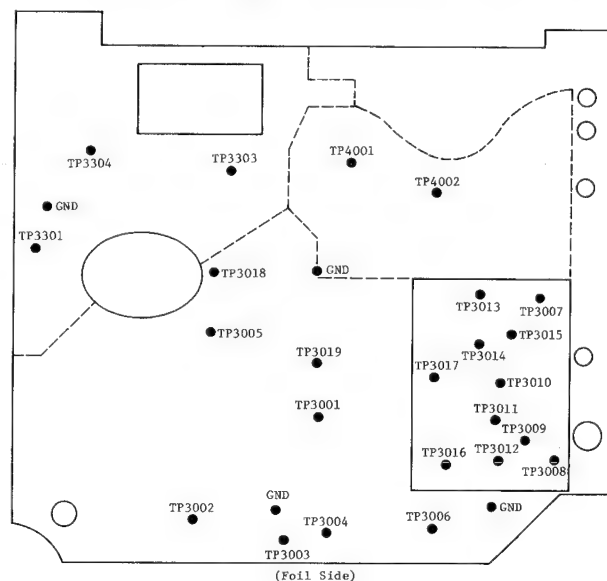 TP3304
TP3303
TP4001
TP4002
GND
TP3301
TP3018
GND
TP3013
TP3007
TP3005
TP3015
TP3014
TP3019
TP3017
TP3010
TP3001
TP3011
TP3009
TP3016
TP3012
TP3008
GND
GND
TP3002
TP3004
TP3006
TP3003
(Foil Side)